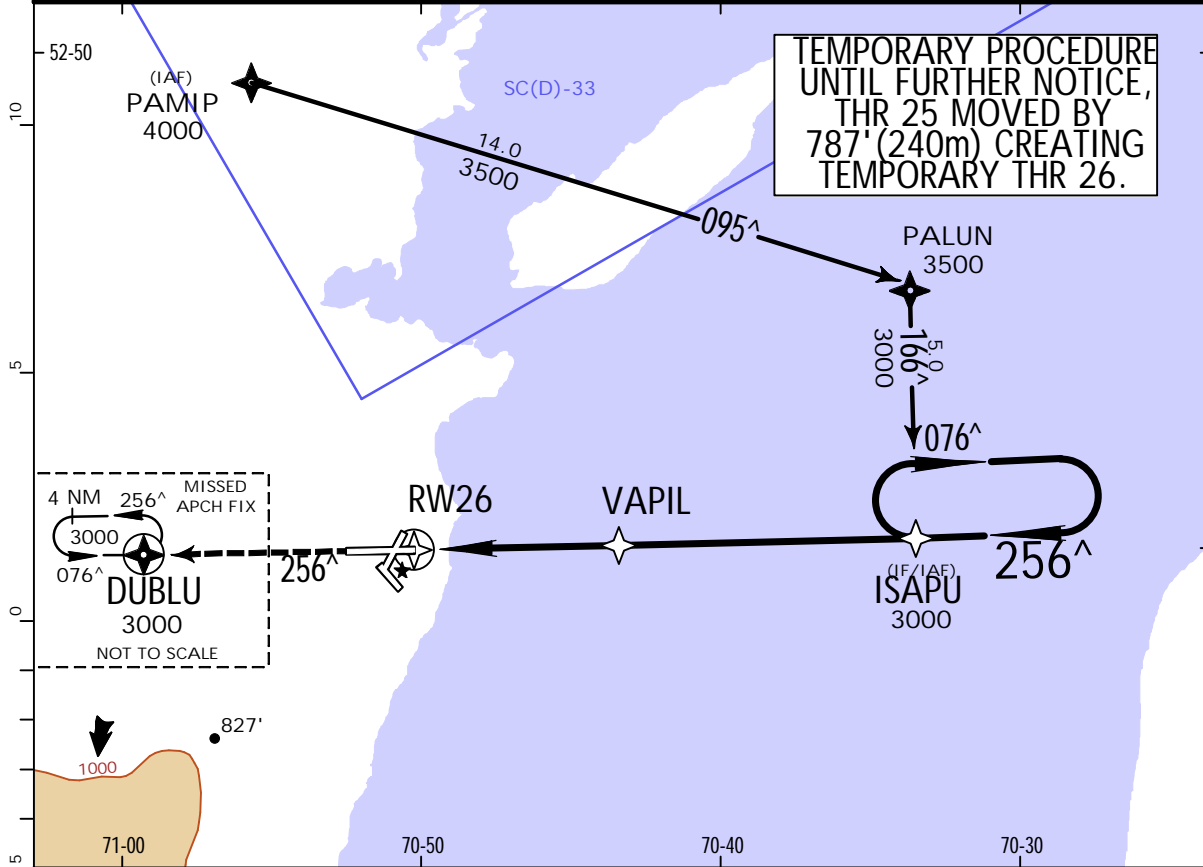 52-50
(IAF)
PAMIP
4000
SC(D)-33
TEMPORARY PROCEDURE
UNTIL FURTHER NOTICE,
THR 25 MOVED BY
787'(240m) CREATING
TEMPORARY THR 26.
10
14.0
3500
095^
PALUN
3500
5
5.0
166^
3000
076^
4 NM
256^
MISSED
APCH FIX
3000
076^
DUBLU
3000
NOT TO SCALE
256^
RW26
VAPIL
(IF/IAF)
ISAPU
3000
256^
0
827'
1000
5
71-00
70-50
70-40
70-30